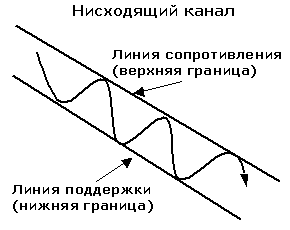 Нисходящий канал
Линия сопротивления
(верхняя граница)
Линия поддержки
(нижняя граница)